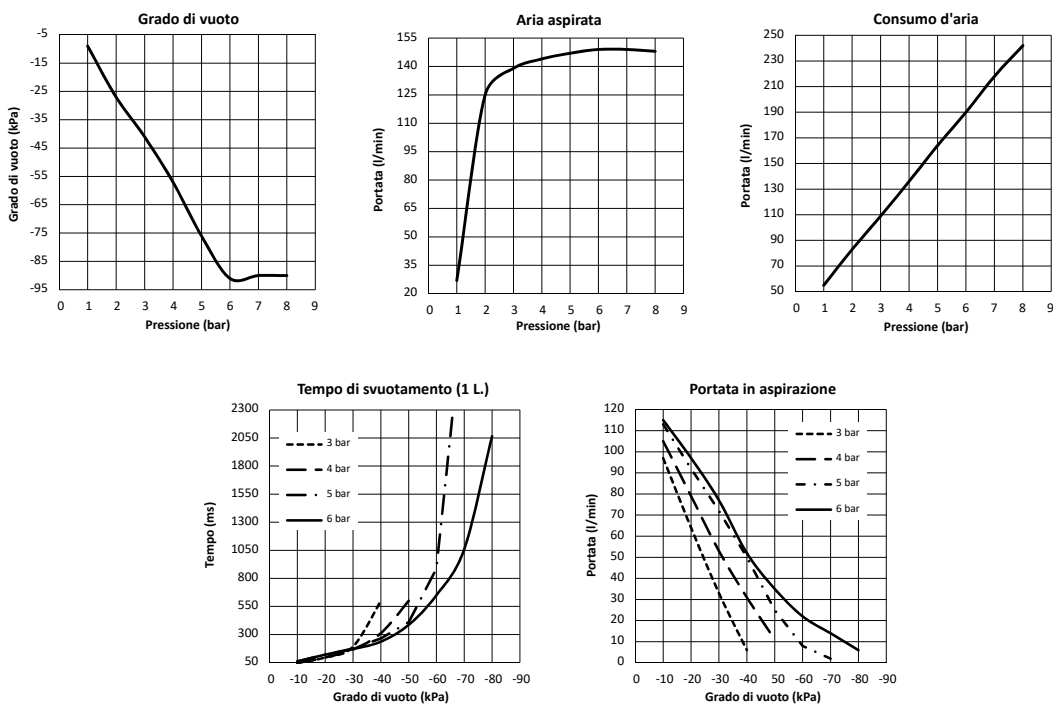 Grado di vuoto
-5
-15
-25
-35
-45
-55
-65
-75
-85
-95
Grado di vuoto (kPa)
0 1 2 3 4 5 6 7 8 9
Pressione (bar)
Aria aspirata
155
140
125
110
95
80
65
50
35
20
Portata (l/min)
0 1 2 3 4 5 6 7 8 9
Pressione (bar)
Consumo d'aria
250
230
210
190
170
150
130
110
90
70
50
Portata (l/min)
0 1 2 3 4 5 6 7 8 9
Pressione (bar)
Tempo di svuotamento (1 L.)
2300
2050
1800
1550
1300
1050
800
550
300
50
Tempo (ms)
3 bar
4 bar
5 bar
6 bar
0 -10 -20 -30 -40 -50 -60 -70 -80 -90
Grado di vuoto (kPa)
Portata in aspirazione
120
110
100
90
80
70
60
50
40
30
20
10
0
Portata (l/min)
3 bar
4 bar
5 bar
6 bar
0 -10 -20 -30 -40 -50 -60 -70 -80 -90
Grado di vuoto (kPa)